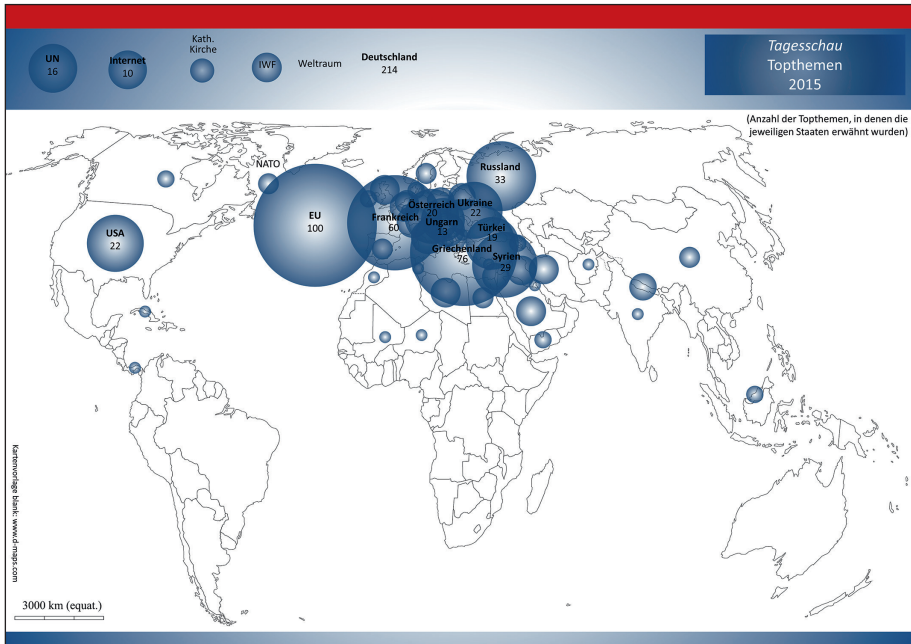 UN
16
Internet
10
Kath.
Kirche
IWF
Weltraum
Deutschland
214
Tagesschau
Topthemen
2015
(Anzahl der Topthemen, in denen die
jeweiligen Staaten erwähnt wurden)
NATO
Russland
33
EU
100
Frankreich
60
Österreich
20
Ukraine
22
Ungarn
13
Türkei
19
Griechenland
76
Syrien
29
USA
22
Kartenvorlage blank: www.d-maps.com
3000 km (equat.)